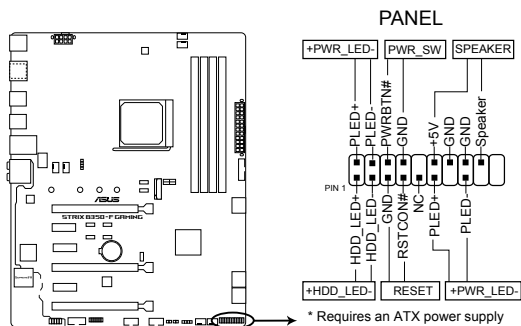 PANEL
+PWR_LED-
PWR_SW
SPEAKER
PLED+
PLED-
PWRBTN#
GND
+5V
GND
GND
Speaker
PIN 1
HDD_LED+
HDD_LED-
GND
RSTCON#
NC
PLED+
PLED-
+HDD_LED-
RESET
+PWR_LED-
* Requires an ATX power supply
ASUS
STRIX B350-F GAMING